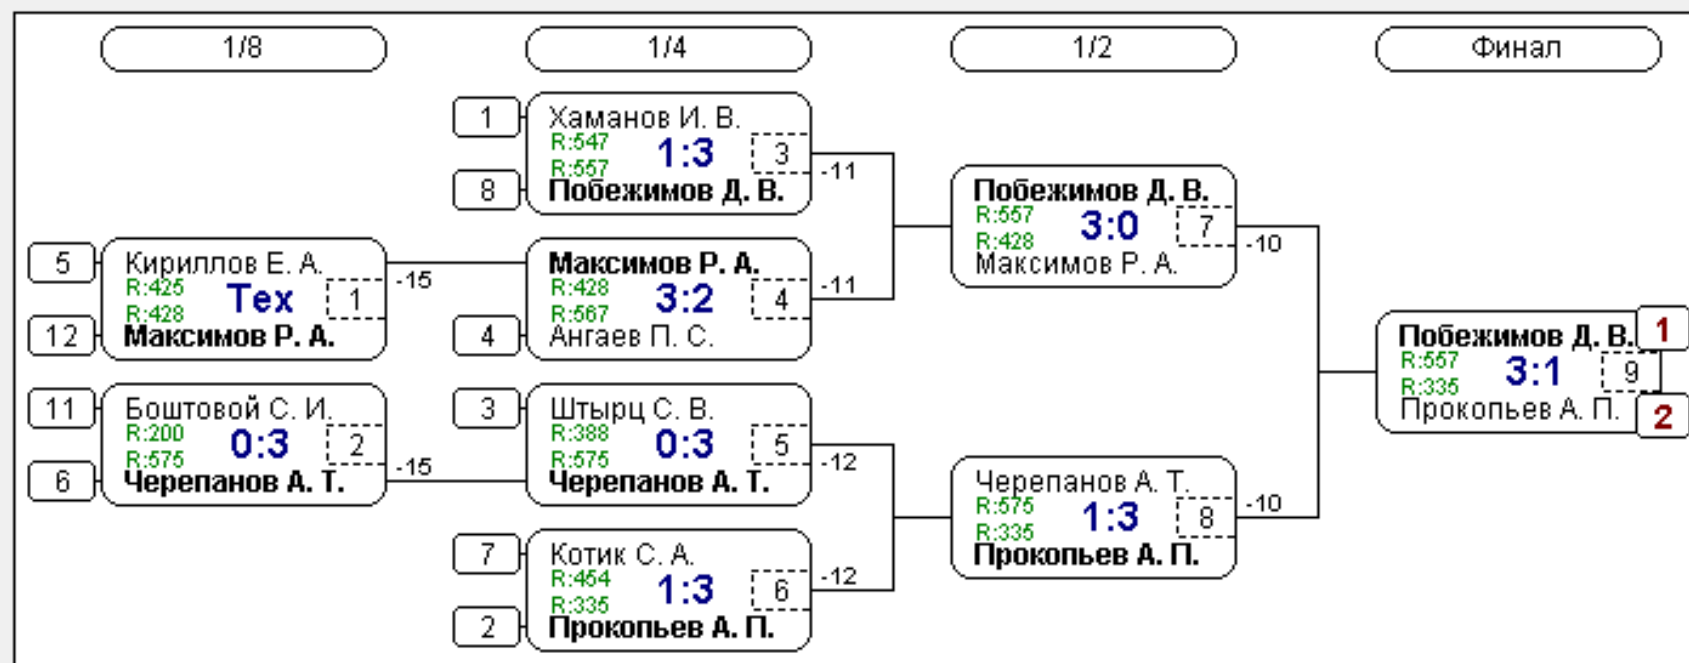 1/8
1/4
1/2
Финал
5
Кириллов Е. А.
R:425
R:428
Тех
1
12
Максимов Р. А.
-15
11
Боштовой С. И.
R:200
R:575
0:3
2
6
Черепанов А. Т.
-15
1
Хаманов И. В.
R:547
R:557
1:3
3
8
Побежимов Д. В.
-11
Максимов Р. А.
R:428
R:567
3:2
4
4
Ангаев П. С.
-11
3
Штырц С. В.
R:388
R:575
0:3
5
Черепанов А. Т.
-12
7
Котик С. А.
R:454
R:335
1:3
6
2
Прокопьев А. П.
-12
Побежимов Д. В.
R:557
R:428
3:0
7
Максимов Р. А.
-10
Черепанов А. Т.
R:575
R:335
1:3
8
Прокопьев А. П.
-10
Побежимов Д. В.
1
R:557
R:335
3:1
9
Прокопьев А. П.
2